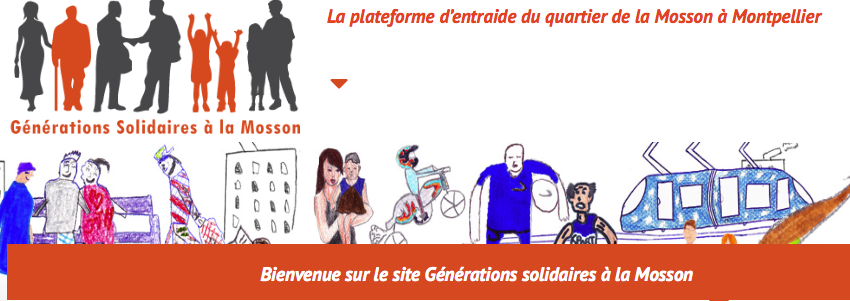 La plateforme d'entraide du quartier de la Mosson à Montpellier
Générations Solidaires à la Mosson
Bienvenue sur le site Générations solidaires à la Mosson